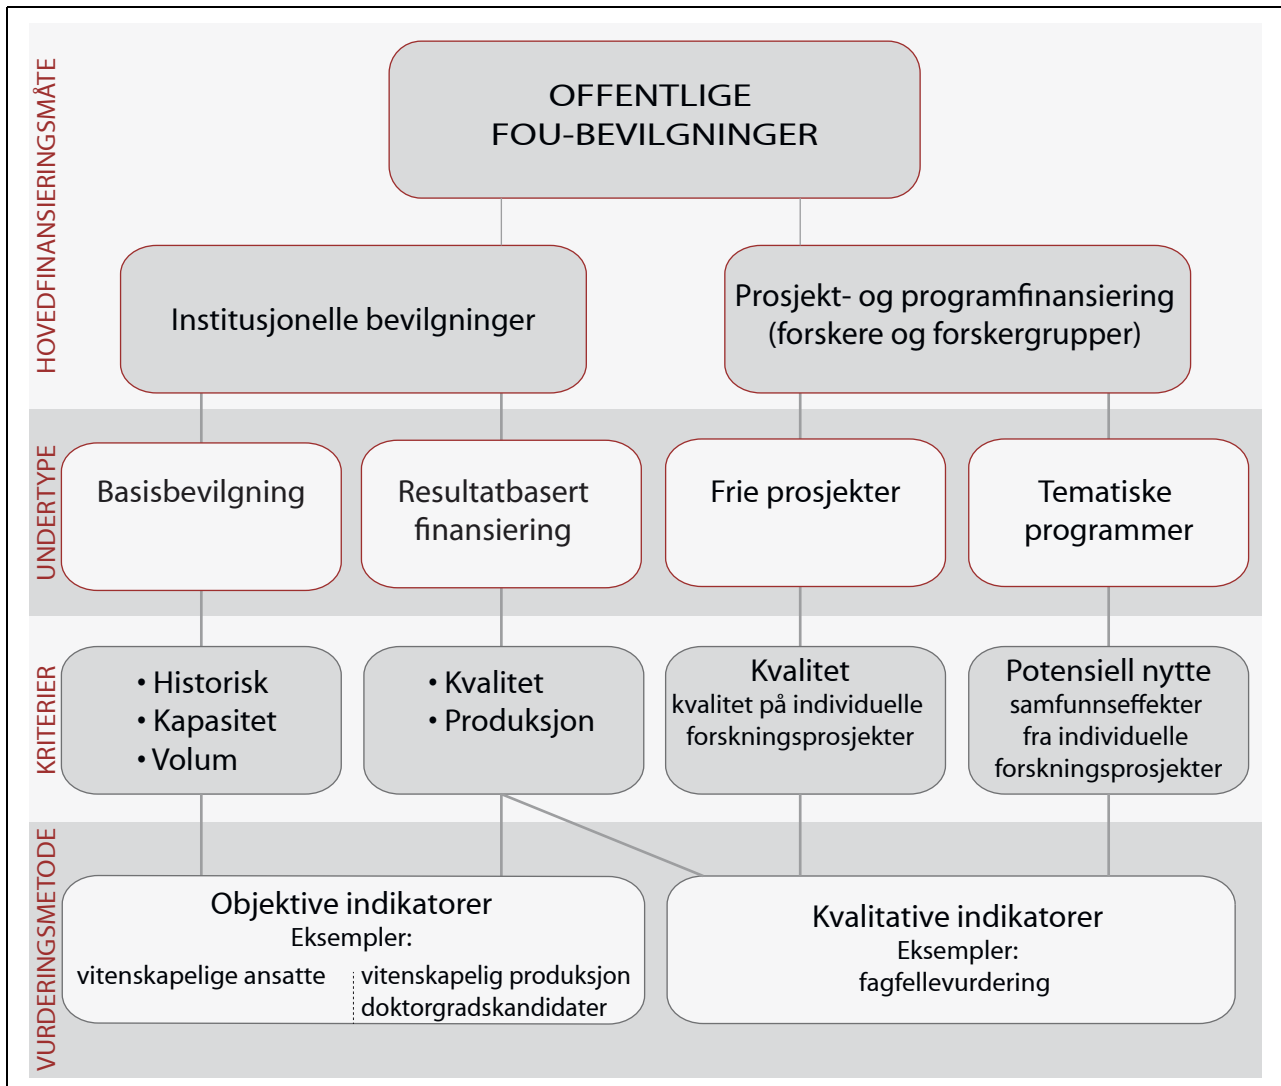 HOVEDFINANSIERINGSMÅTE
OFFENTLIGE
FOU-BEVILGNINGER
Institusjonelle bevilgninger
Prosjekt- og programfinansiering
(forskere og forskergrupper)
UNDERTYPE
Basisbevilgning
Resultatbasert
finansiering
Frie prosjekter
Tematiske
programmer
KRITERIER
• Historisk
• Kapasitet
• Volum
• Kvalitet
• Produksjon
Kvalitet
kvalitet på individuelle
forskningsprosjekter
Potensiell nytte
samfunnseffekter
fra individuelle
forskningsprosjekter
VURDERINGSMETODE
Objektive indikatorer
Eksempler:
vitenskapelige ansatte
vitenskapelig produksjon
doktorgradskandidater
Kvalitative indikatorer
Eksempler:
fagfellevurdering